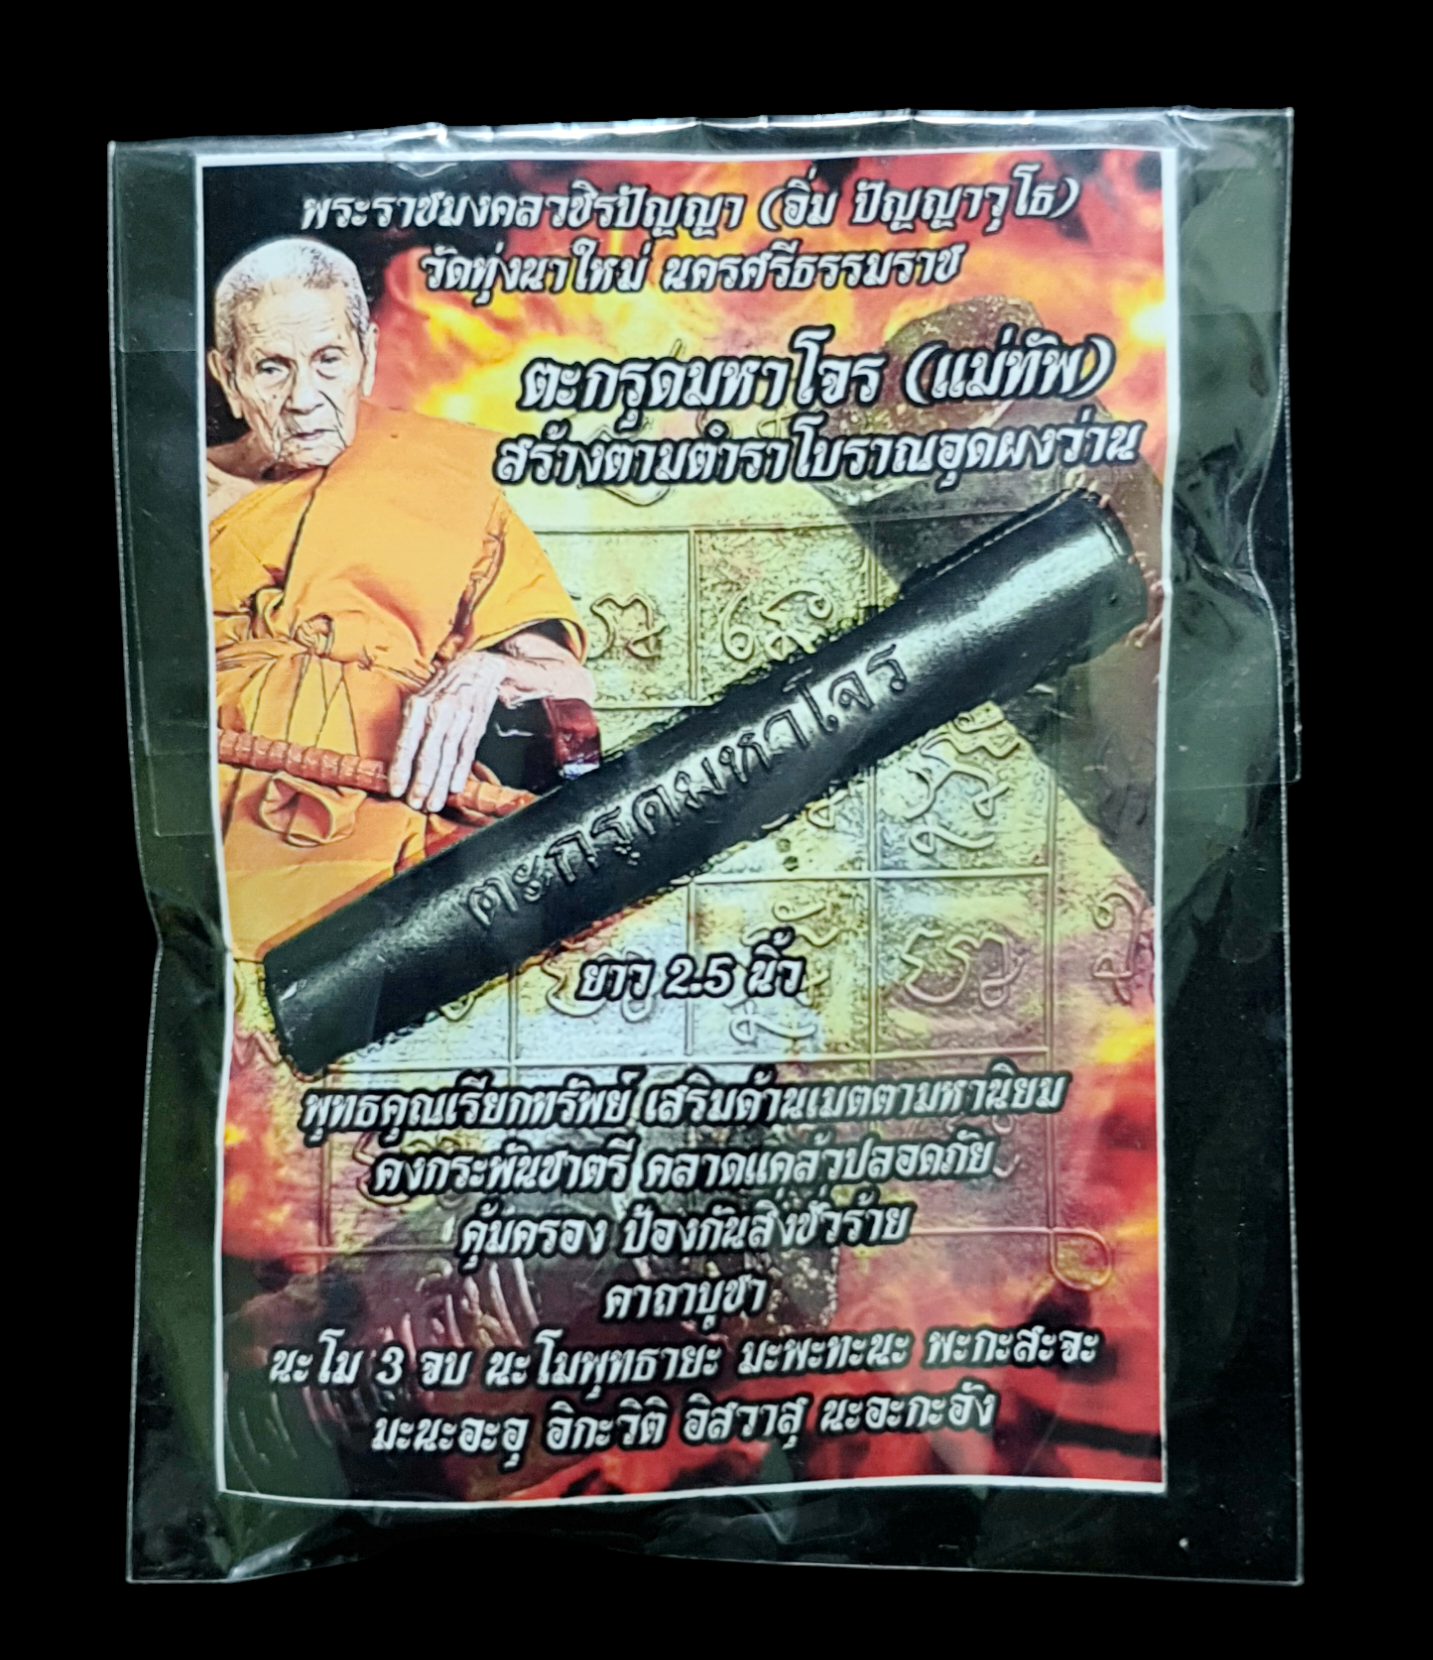 พระราชมงคลวชิรปัญญา (อิ่ม ปัญญาวุโธ)
วัดทุ่งนาใหม่ นครศรีธรรมราช
ตะกรุดมหาโจร (แม่ทัพ)
สร้างตามตำราโบราณอุดผงว่าน
ตะกรุดมหาโจร
ยาว 2.5 นิ้ว
พุทธคุณเรียกทรัพย์ เสริมด้านเมตตามหานิยม
คงกระพันชาตรี คลาดแคล้วปลอดภัย
คุ้มครอง ป้องกันสิ่งชั่วร้าย
คาถาบูชา
นะโม 3 จบ นะโมพุทธายะ มะพะทะนะ พะกะสะจะ
มะนะอะอุ อิกะวิติ อิสวาสุ นะอะกะอัง